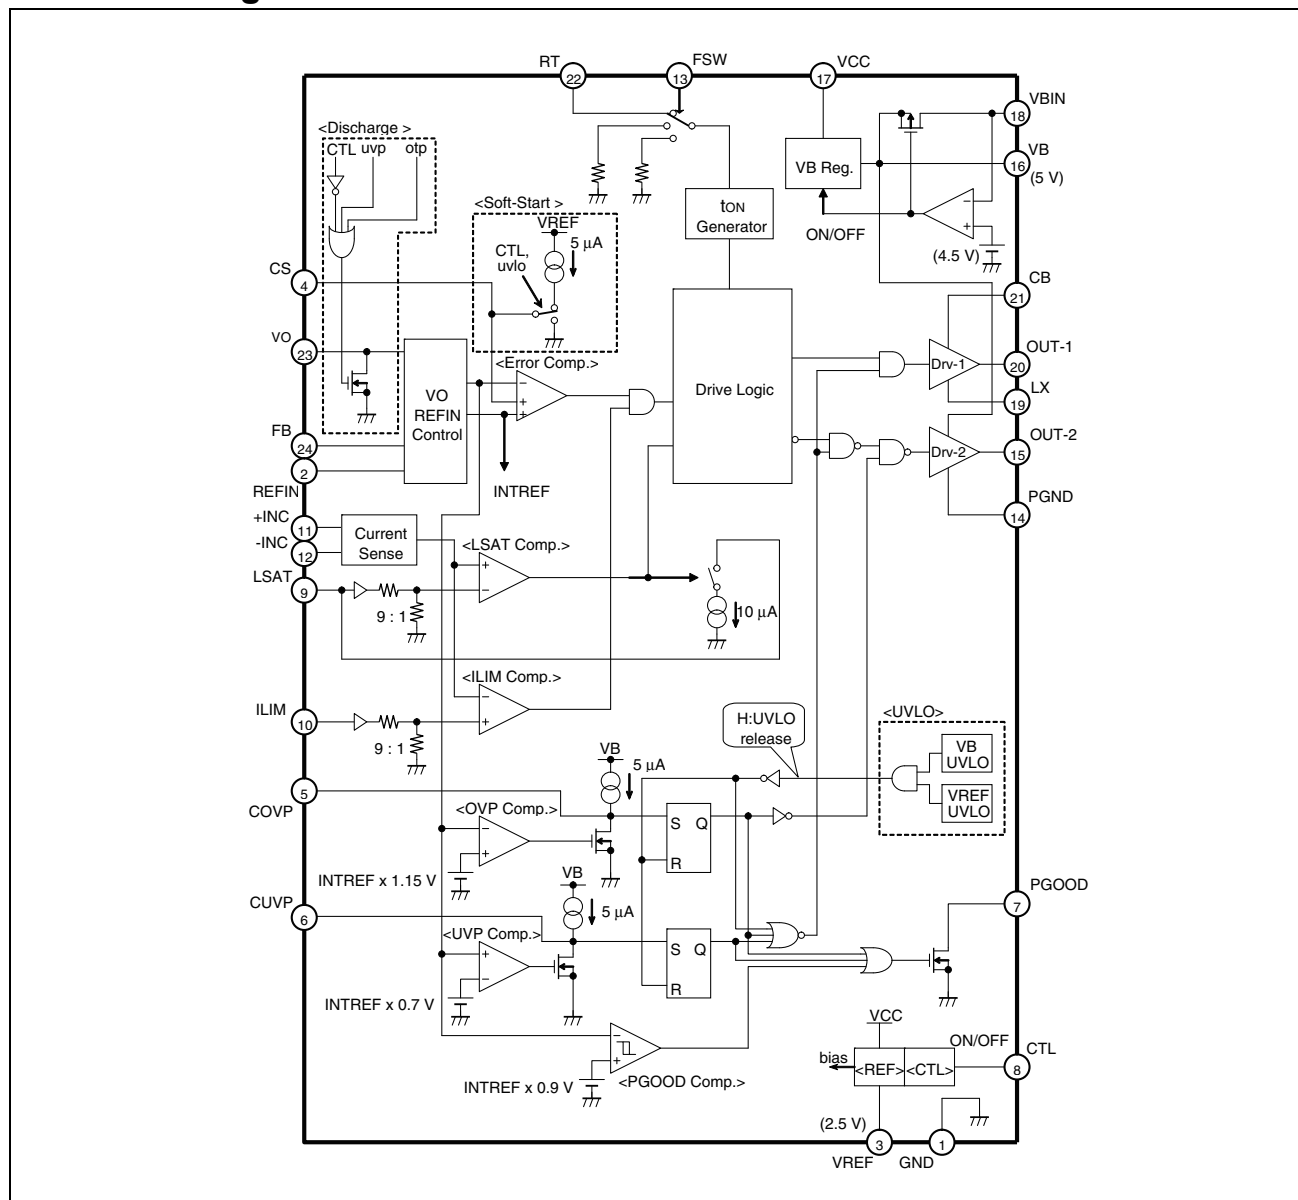 g
RT
22
13
FSW
17
VCC
VBIN
18
VB
16
(5 V)
<Discharge >
CTL
uvp
otp
VB Reg.
ON/OFF
(4.5 V)
−
+
tON
Generator
<Soft-Start >
VREF
5 µA
CTL,
uvlo
CS
4
CB
21
VO
23
<Error Comp.>
VO
REFIN
Control
−
+
+
INTREF
Drive Logic
Drv-1
OUT-1
20
LX
19
Drv-2
OUT-2
15
PGND
14
FB
24
2
REFIN
+INC
11
-INC
12
Current
Sense
LSAT
9
9 : 1
<LSAT Comp.>
+
−
10 µA
<ILIM Comp.>
−
+
ILIM
10
9 : 1
H:UVLO
release
<UVLO>
VB
UVLO
VREF
UVLO
VB
5 µA
5
COVP
<OVP Comp.>
−
+
INTREF x 1.15 V
S
Q
R
VB
5 µA
CUVP
6
<UVP Comp.>
+
−
INTREF x 0.7 V
S
Q
R
PGOOD
7
−
+
INTREF x 0.9 V
<PGOOD Comp.>
VCC
bias
<REF>
<CTL>
ON/OFF
CTL
8
(2.5 V)
3
VREF
1
GND